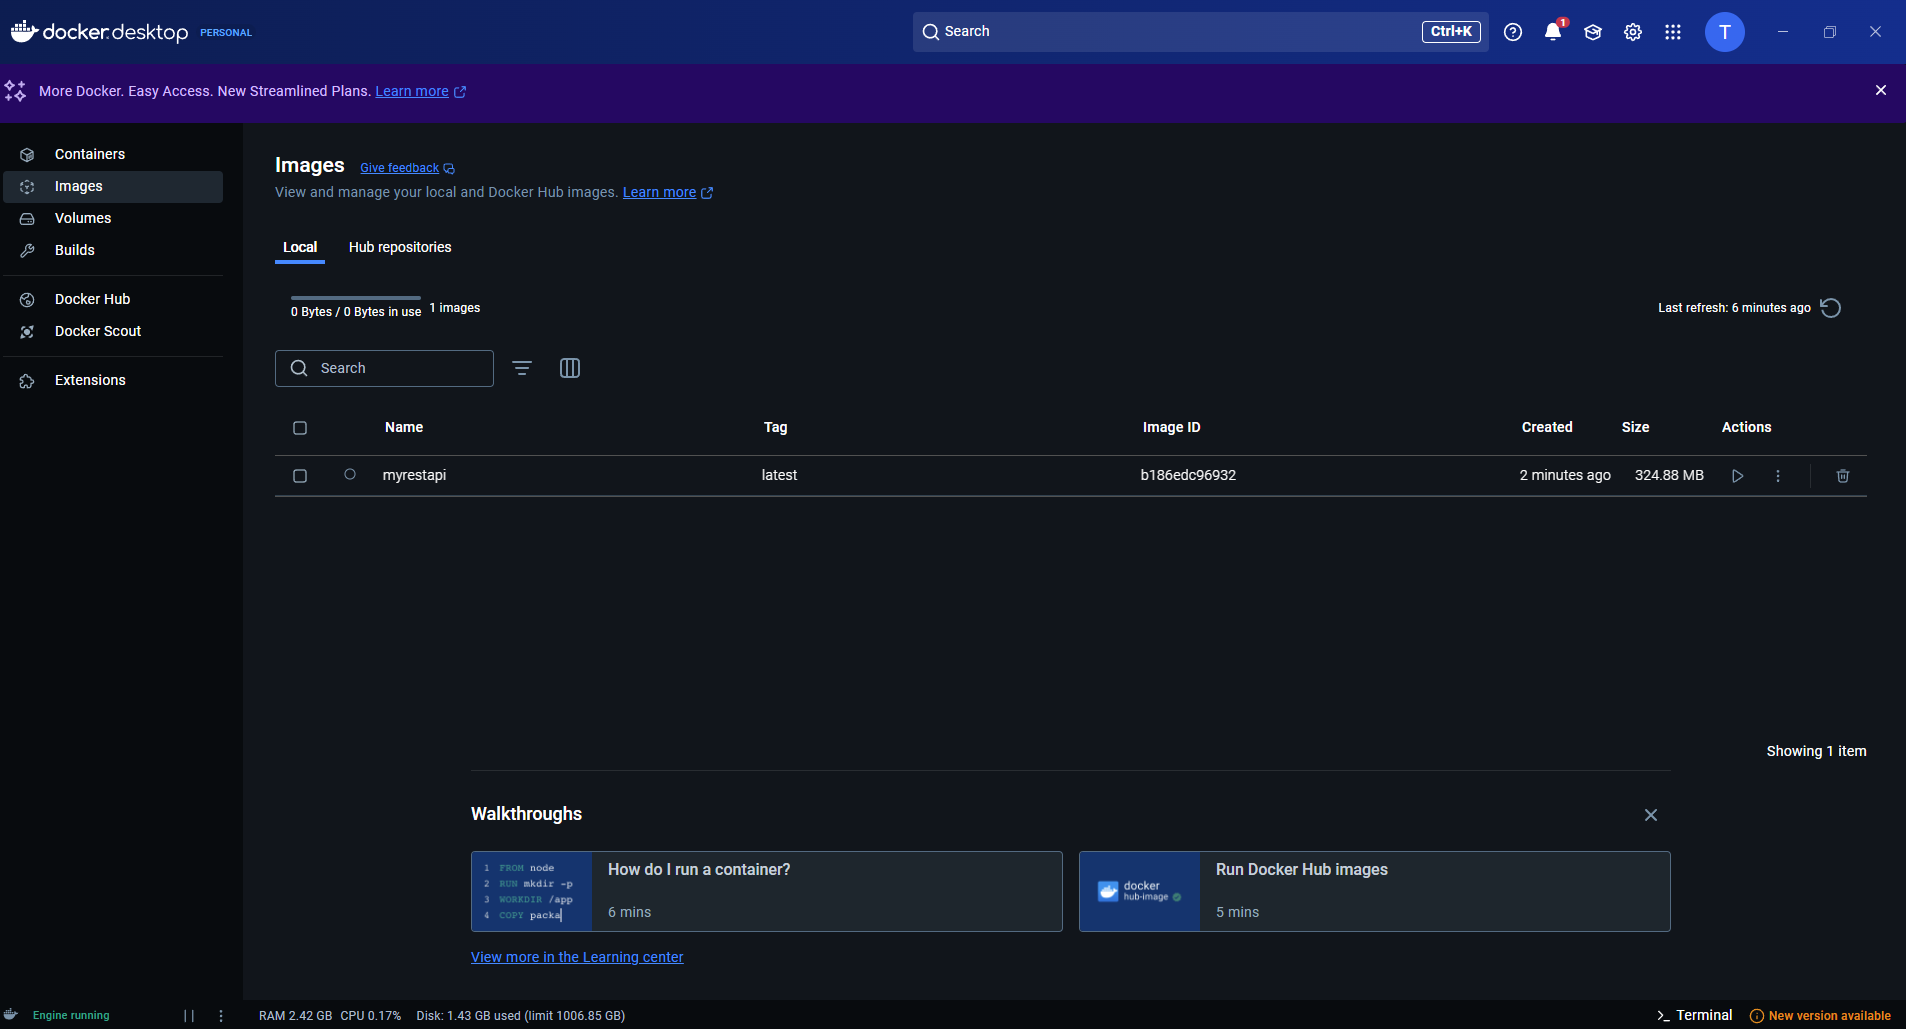 docker.desktop PERSONAL
Search Ctrl+K
1
T
More Docker. Easy Access. New Streamlined Plans. Learn more
Containers
Images
Volumes
Builds
Docker Hub
Docker Scout
Extensions
Images Give feedback
View and manage your local and Docker Hub images. Learn more
Local Hub repositories
0 Bytes / 0 Bytes in use 1 images
Last refresh: 6 minutes ago
Search
Name Tag Image ID Created Size Actions
myrestapi latest b186edc96932 2 minutes ago 324.88 MB
Showing 1 item
Walkthroughs
1 FROM node
2 RUN mkdir -p
3 WORKDIR /app
4 COPY packa
How do I run a container?
6 mins
docker
hub-image
Run Docker Hub images
5 mins
View more in the Learning center
Engine running
RAM 2.42 GB CPU 0.17% Disk: 1.43 GB used (limit 1006.85 GB)
>_ Terminal
New version available